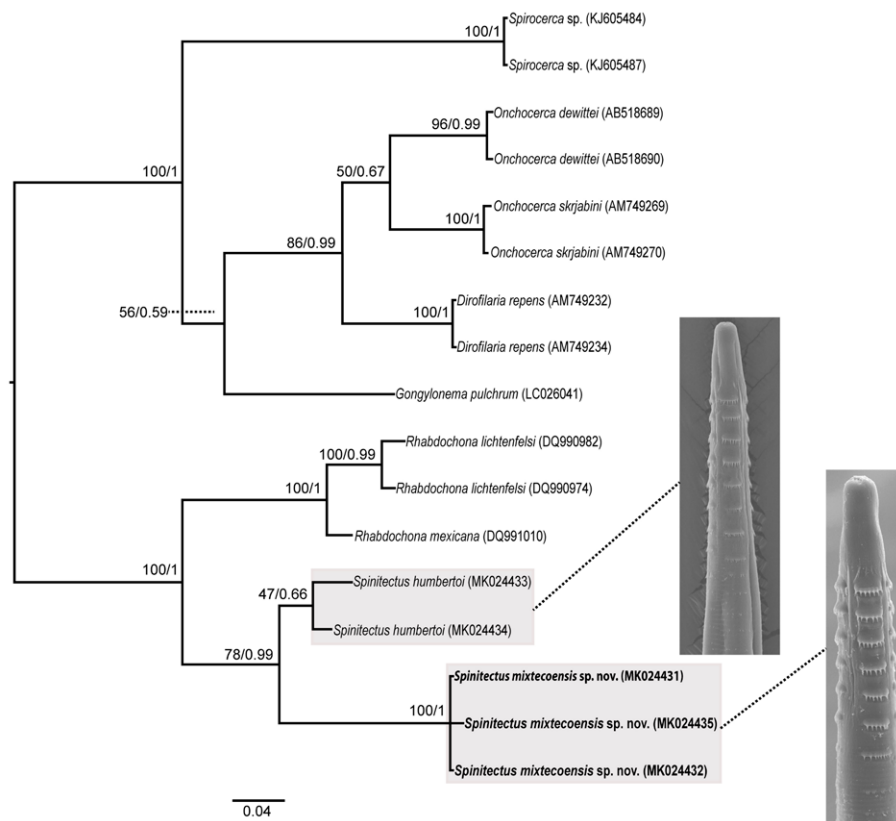 Spirocerca sp. (KJ605484)
100/1
Spirocerca sp. (KJ605487)
Onchocerca dewittei (AB518689)
96/0.99
Onchocerca dewittei (AB518690)
50/0.67
100/1
Onchocerca skrjabini (AM749269)
100/1
86/0.99
Onchocerca skrjabini (AM749270)
Dirofilaria repens (AM749232)
56/0.59
100/1
Dirofilaria repens (AM749234)
Gongylonema pulchrum (LC026041)
Rhabdochona lichtenfelsi (DQ990982)
100/0.99
100/1
Rhabdochona lichtenfelsi (DQ990974)
Rhabdochona mexicana (DQ991010)
100/1
Spinitectus humbertoi (MK024433)
47/0.66
Spinitectus humbertoi (MK024434)
78/0.99
Spinitectus mixtecoensis sp. nov. (MK024431)
100/1
Spinitectus mixtecoensis sp. nov. (MK024435)
Spinitectus mixtecoensis sp. nov. (MK024432)
0.04